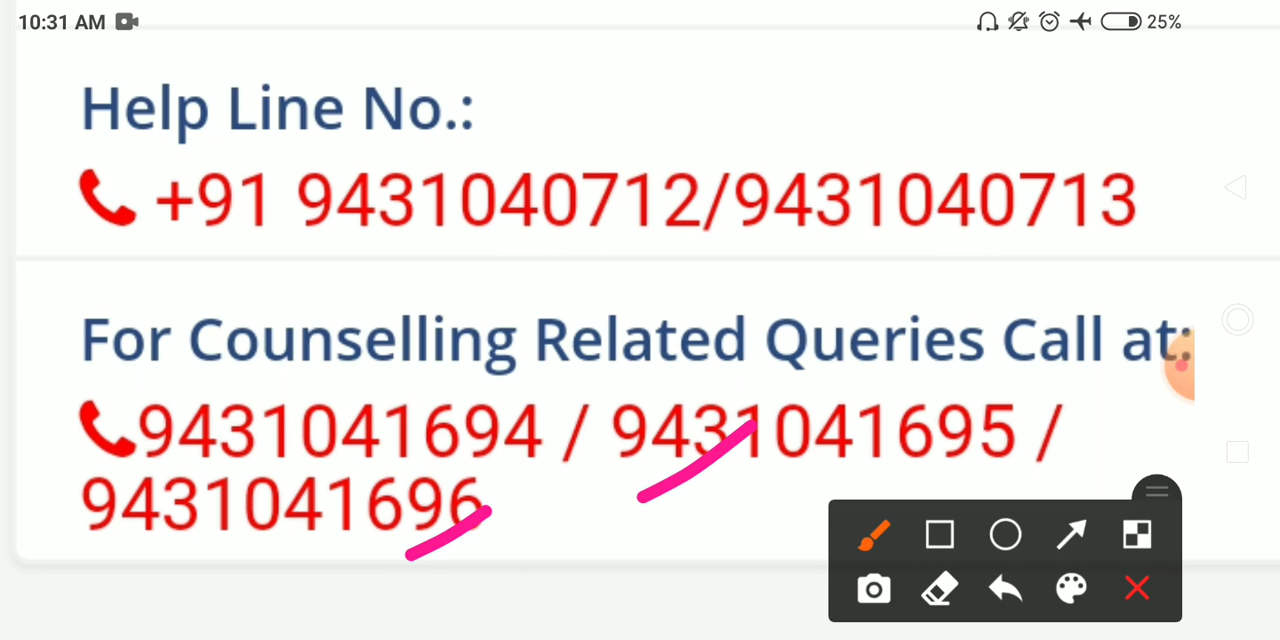 10:31 AM 25%
Help Line No.:
+91 9431040712/9431040713
For Counselling Related Queries Call at:
9431041694 / 9431041695 /
9431041696